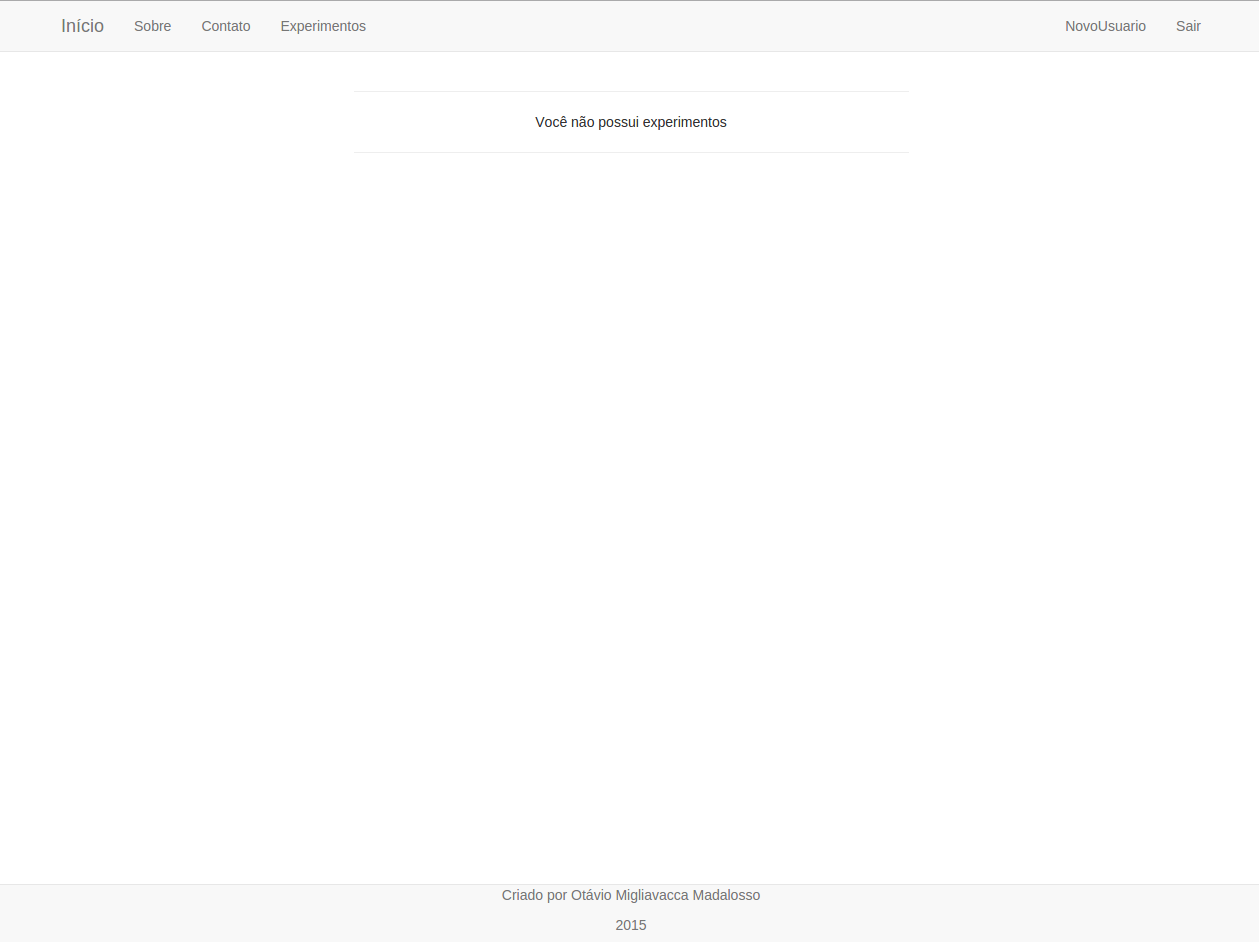 Início Sobre Contato Experimentos NovoUsuario Sair
Você não possui experimentos
Criado por Otávio Migliavacca Madalosso
2015